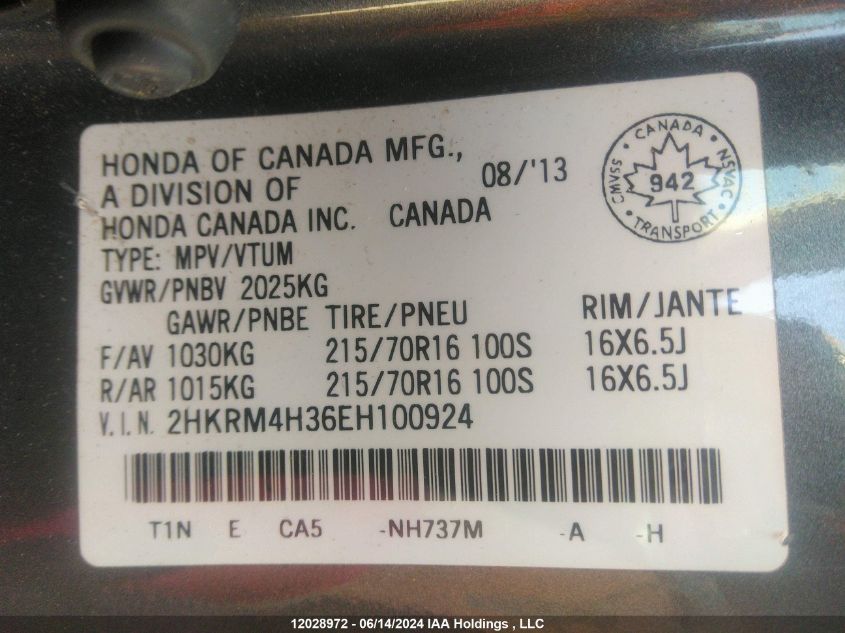 HONDA OF CANADA MFG.,
A DIVISION OF 08/'13
HONDA CANADA INC. CANADA
TYPE: MPV/VTUM
GVWR/PNBV 2025KG
GAWR/PNBE TIRE/PNEU RIM/JANTE
F/AV 1030KG 215/70R16 100S 16X6.5J
R/AR 1015KG 215/70R16 100S 16X6.5J
V.I.N. 2HKRM4H36EH100924
T1N E CA5 -NH737M -A -H
CANADA
CMVSS 942 NSVAC
TRANSPORT
12028972 - 06/14/2024 IAA Holdings , LLC